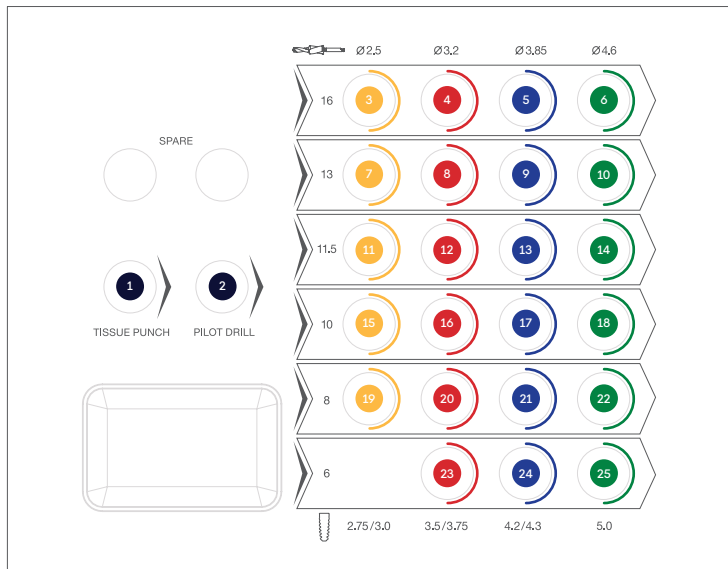 Ø2.5 Ø3.2 Ø3.85 Ø4.6
16 3 4 5 6
SPARE
13 7 8 9 10
11.5 11 12 13 14
1 2
TISSUE PUNCH PILOT DRILL
10 15 16 17 18
8 19 20 21 22
6 23 24 25
2.75/3.0 3.5/3.75 4.2/4.3 5.0